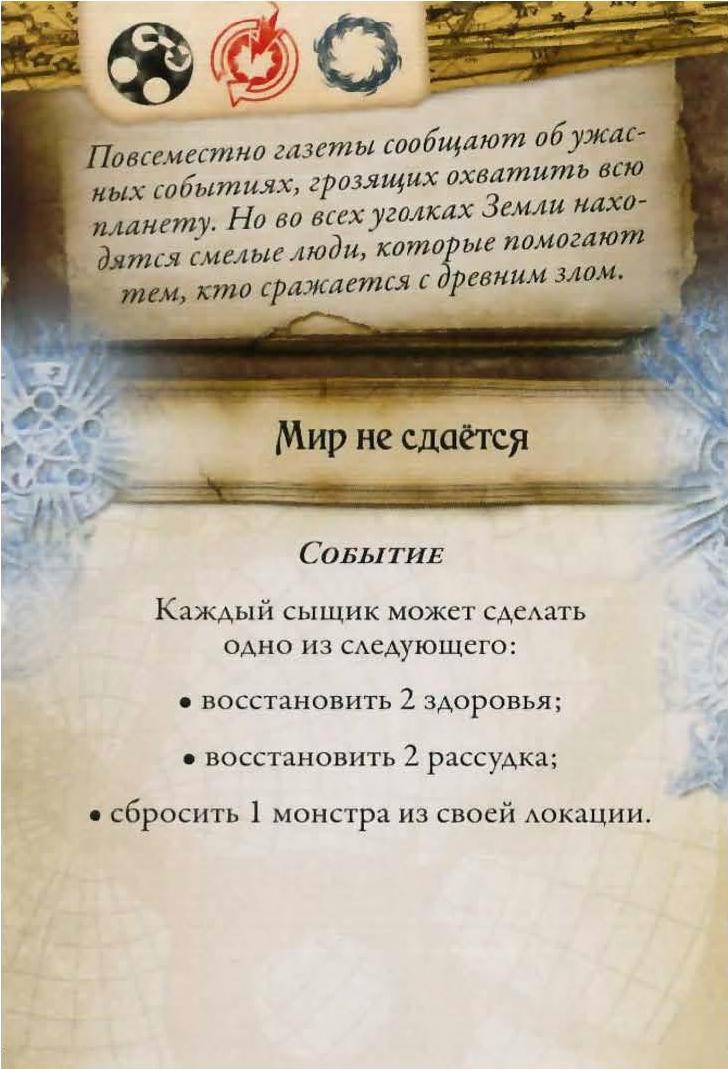 Повсеместно газеты сообщают об ужас-
ных событиях, грозящих охватить всю
планету. Но во всех уголках Земли нахо-
дятся смелые люди, которые помогают
тем, кто сражается с древним злом.
Мир не сдаётся
Событие
Каждый сыщик может сделать
одно из следующего:
• восстановить 2 здоровья;
• восстановить 2 рассудка;
• сбросить 1 монстра из своей локации.